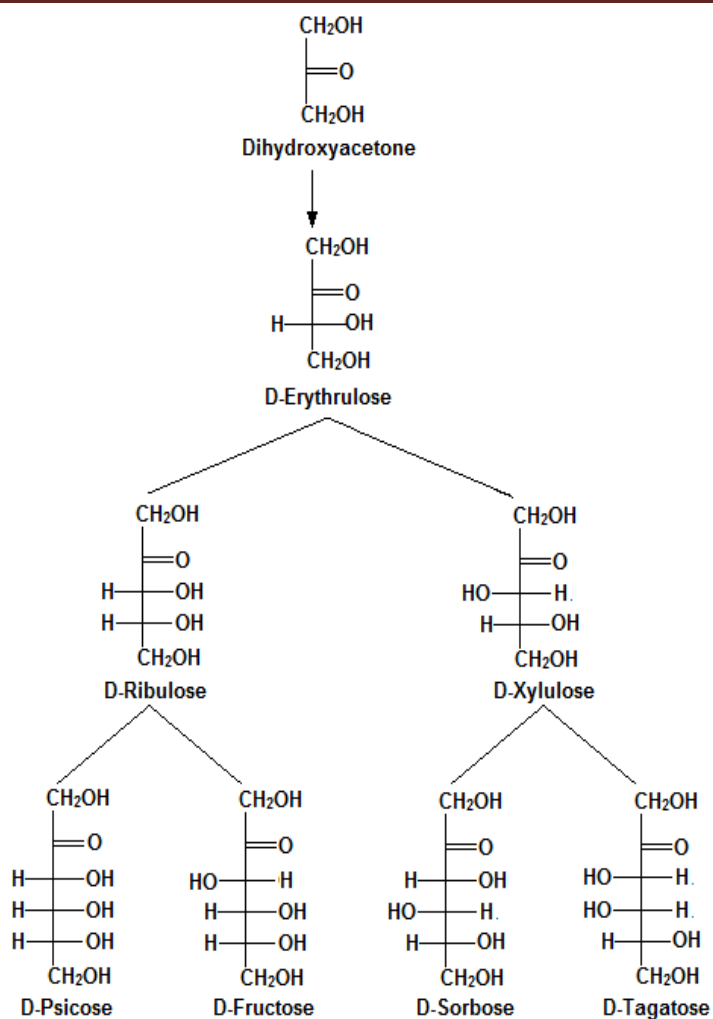 CH2OH
O
CH2OH
Dihydroxyacetone
CH2OH
O
H OH
CH2OH
D-Erythrulose
CH2OH
O
H OH
H OH
CH2OH
D-Ribulose
CH2OH
O
HO H.
H OH
CH2OH
D-Xylulose
CH2OH
O
H OH
H OH
H OH
CH2OH
D-Psicose
CH2OH
O
HO H
H OH
H OH
CH2OH
D-Fructose
CH2OH
O
H OH
HO H.
H OH
CH2OH
D-Sorbose
CH2OH
O
HO H.
HO H.
H OH
CH2OH
D-Tagatose